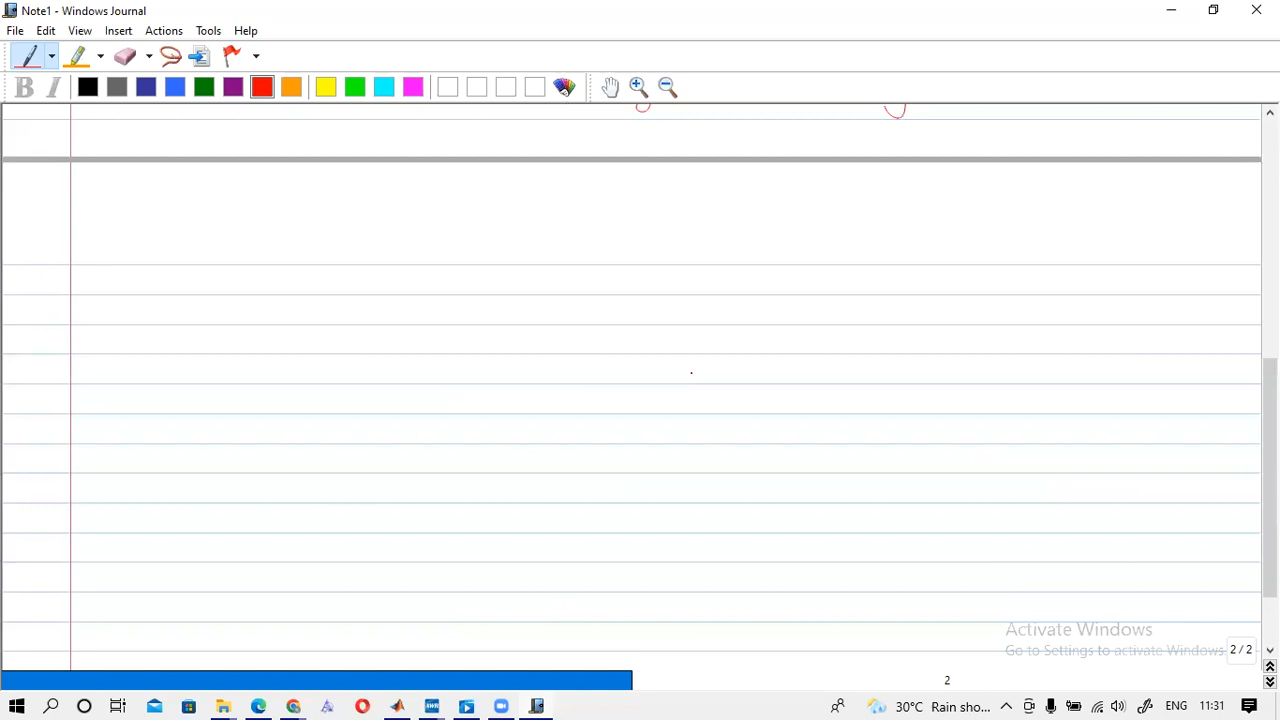 Note1 - Windows Journal
File Edit View Insert Actions Tools Help
B I
Activate Windows
Go to Settings to activate Windows
2 / 2
2
30°C Rain sho... ENG 11:31